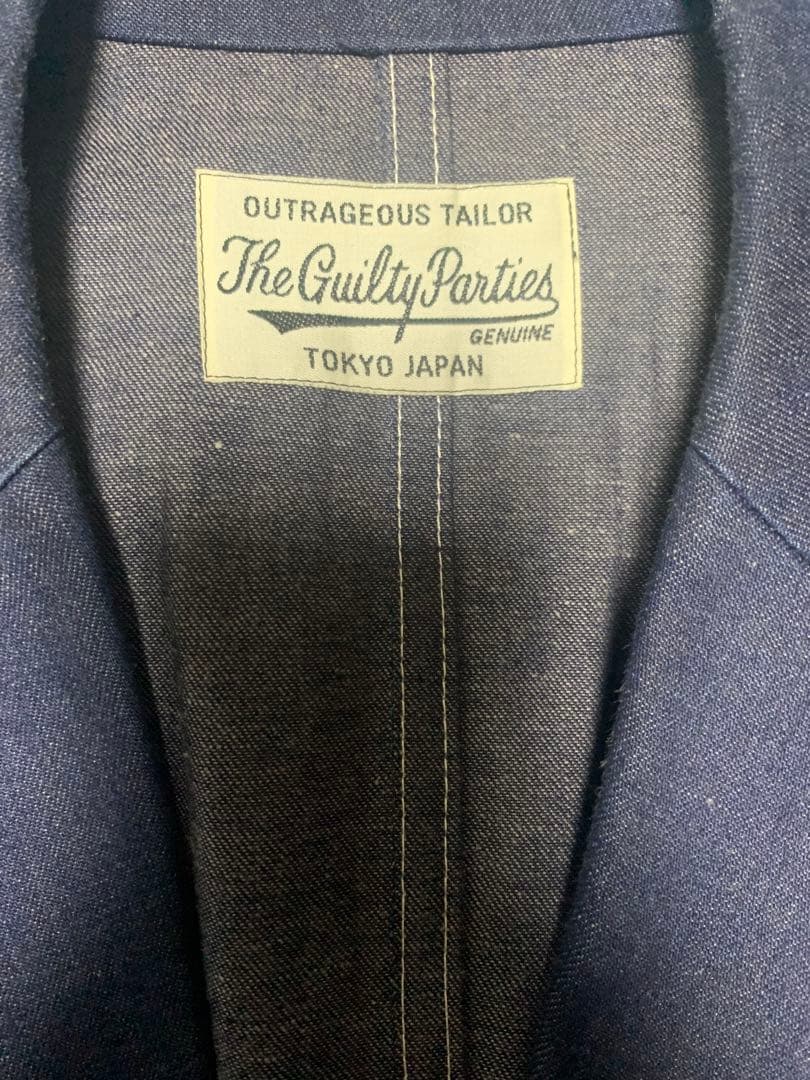 OUTRAGEOUS TAILOR
The Guilty Parties
GENUINE
TOKYO JAPAN